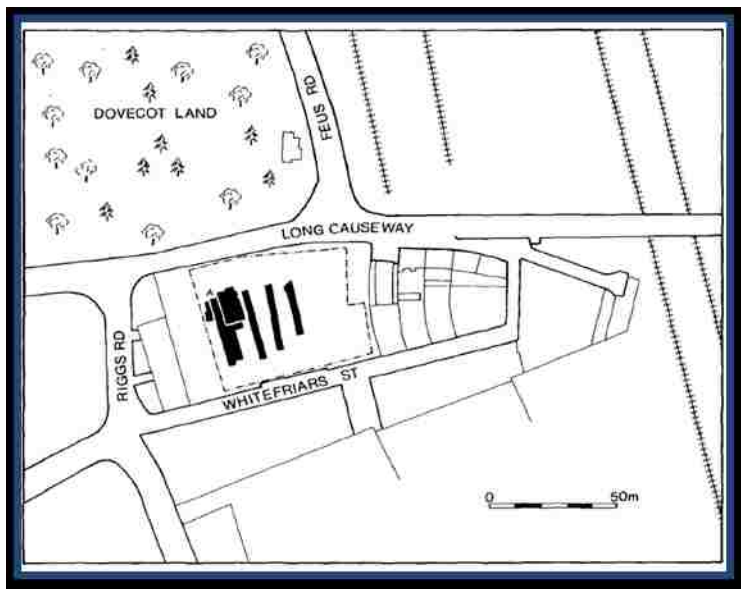 DOVECOT LAND
FEUS RD
LONG CAUSEWAY
RIGGS RD
WHITEFRIARS ST
0 50m